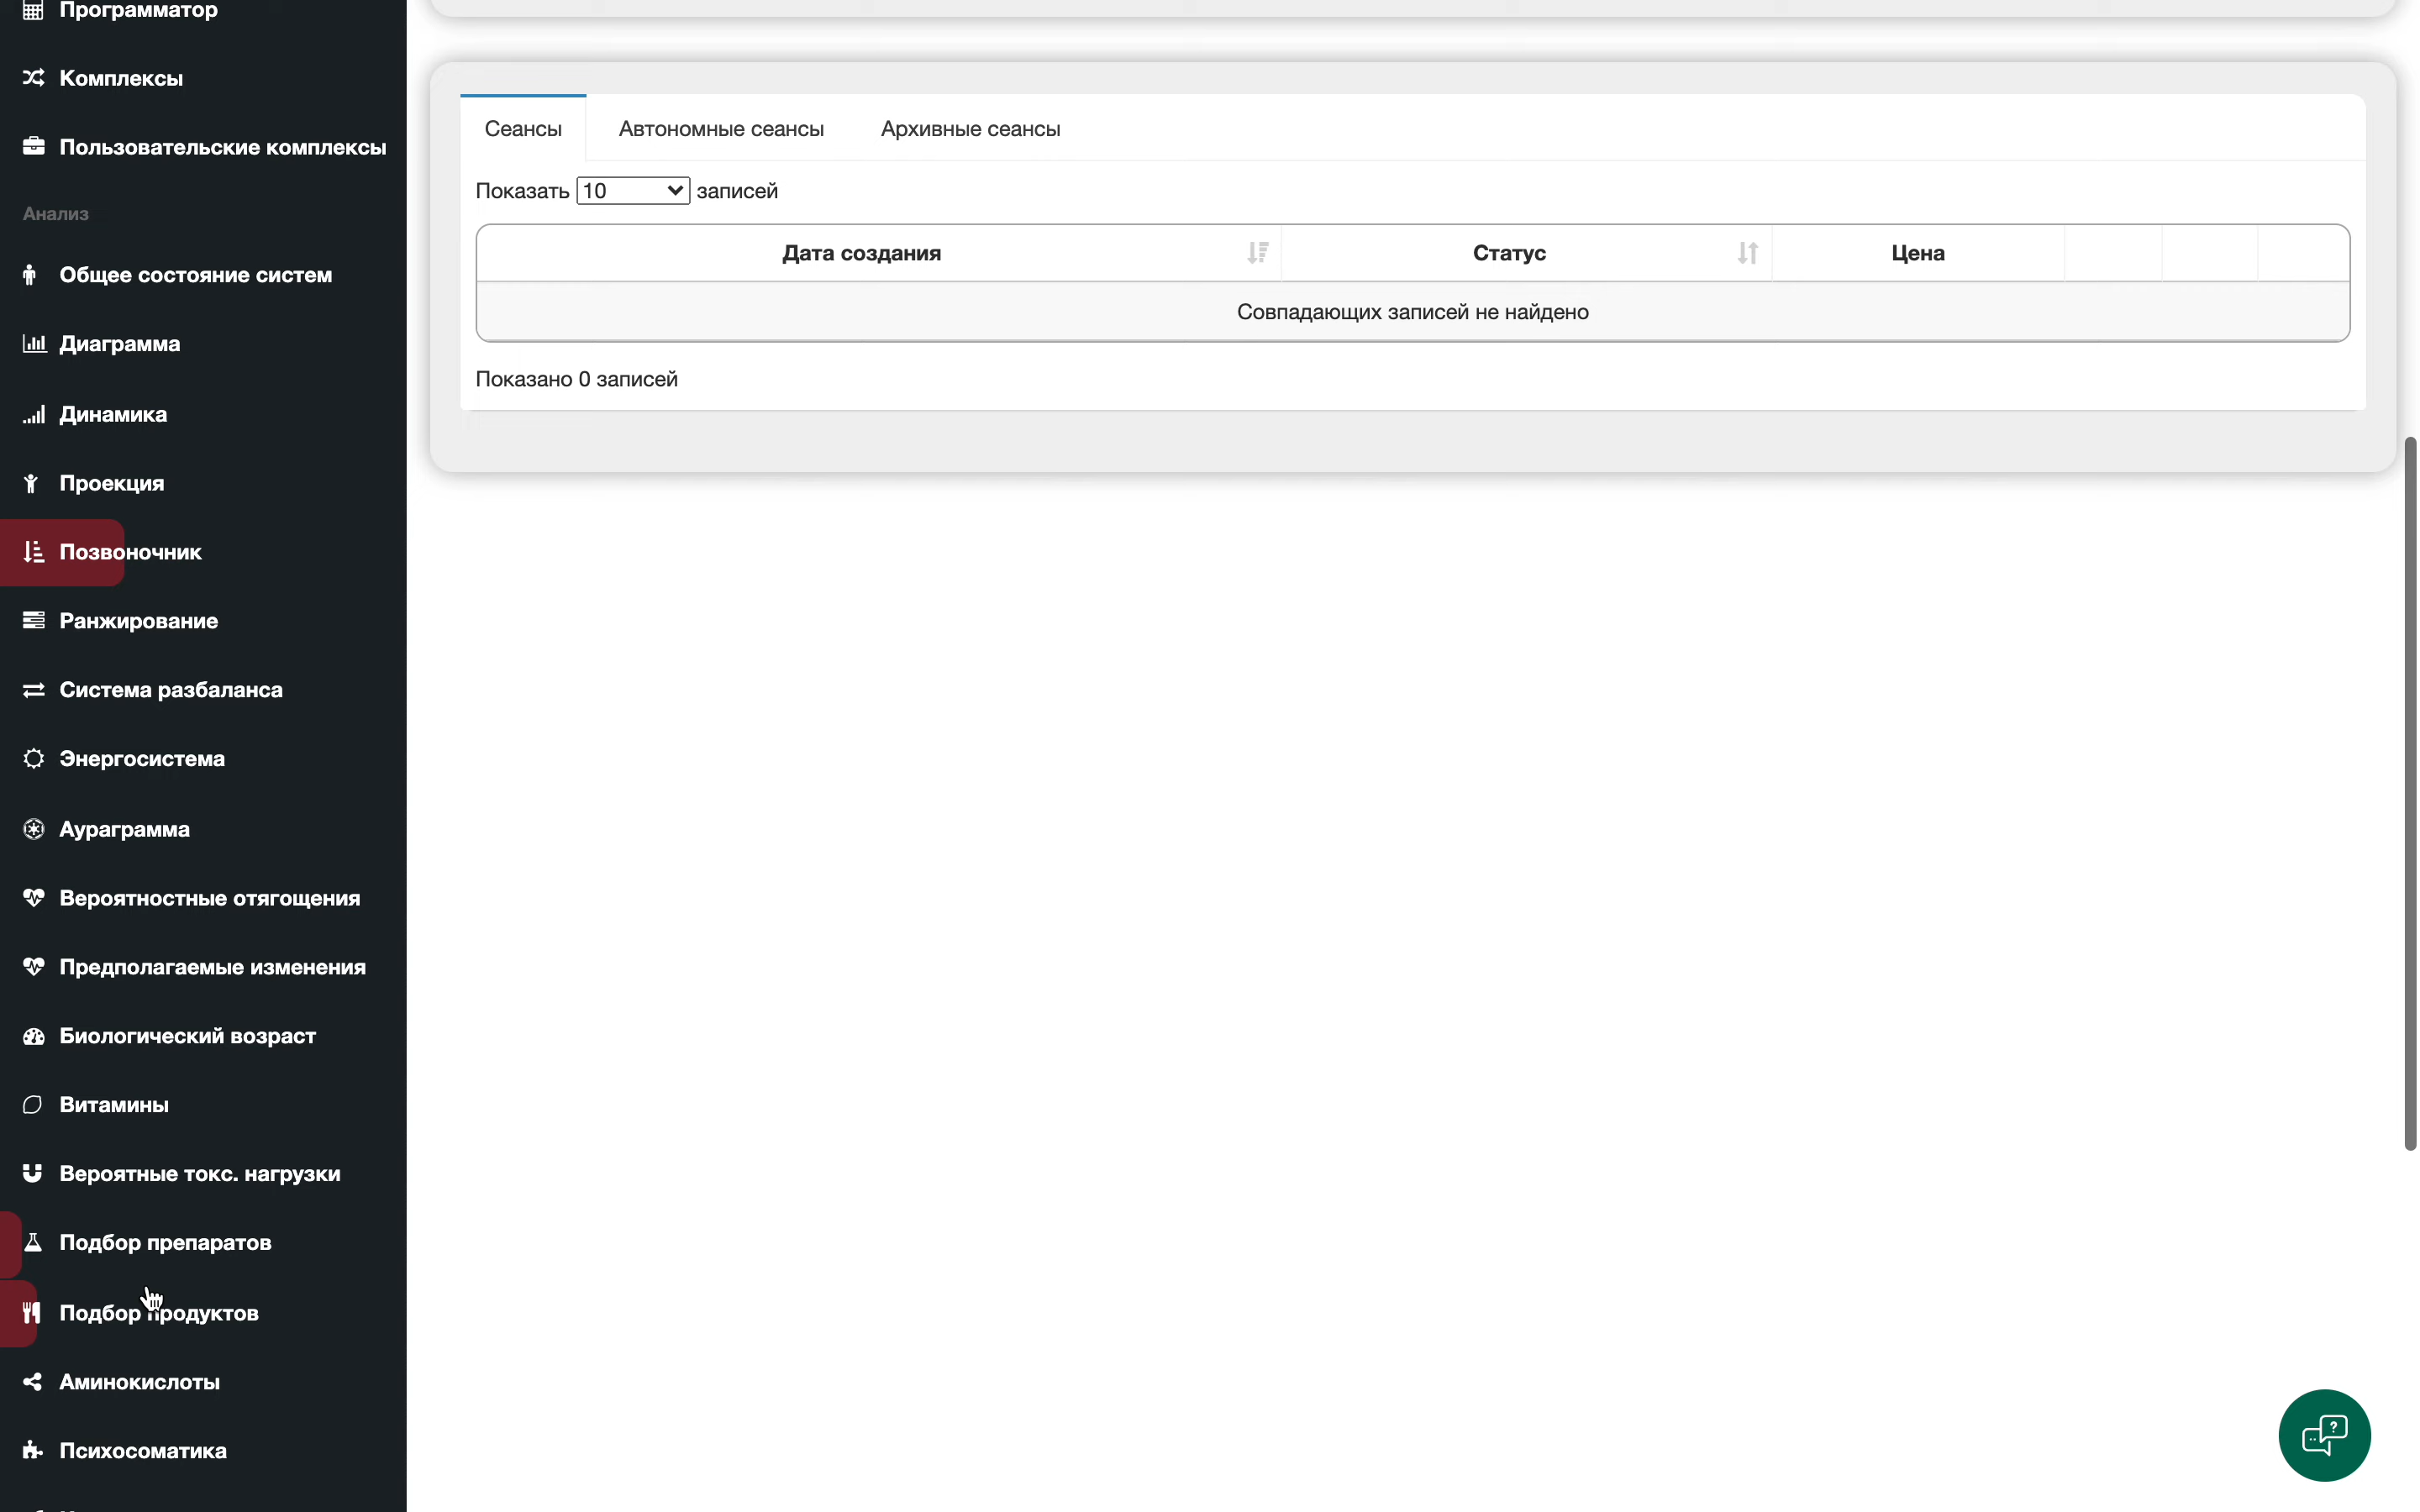 Программатор
Комплексы
Пользовательские комплексы
Анализ
Общее состояние систем
Диаграмма
Динамика
Проекция
Позвоночник
Ранжирование
Система разбаланса
Энергосистема
Аураграмма
Вероятностные отягощения
Предполагаемые изменения
Биологический возраст
Витамины
Вероятные токс. нагрузки
Подбор препаратов
Подбор продуктов
Аминокислоты
Психосоматика
Сеансы Автономные сеансы Архивные сеансы
Показать 10 записей
Дата создания Статус Цена
Совпадающих записей не найдено
Показано 0 записей